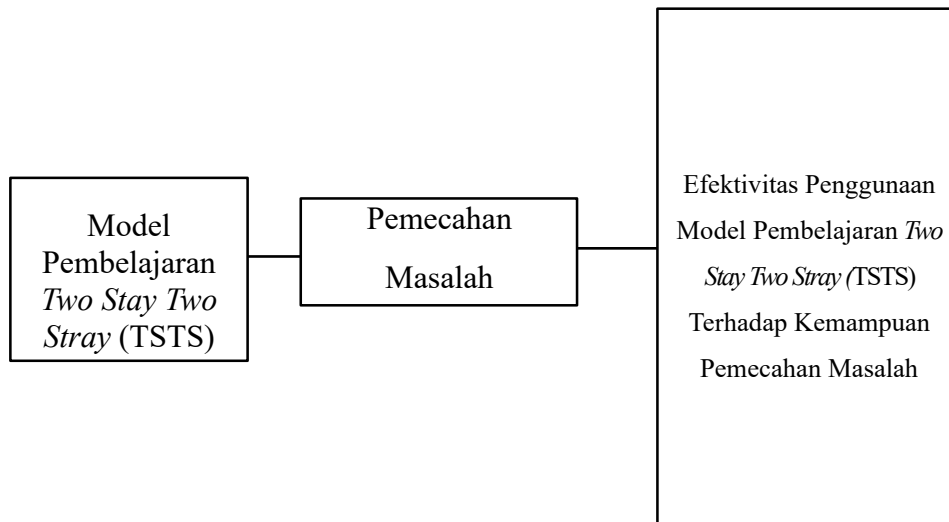 Model
Pembelajaran
Two Stay Two
Stray (TSTS)
Pemecahan
Masalah
Efektivitas Penggunaan
Model Pembelajaran Two
Stay Two Stray (TSTS)
Terhadap Kemampuan
Pemecahan Masalah